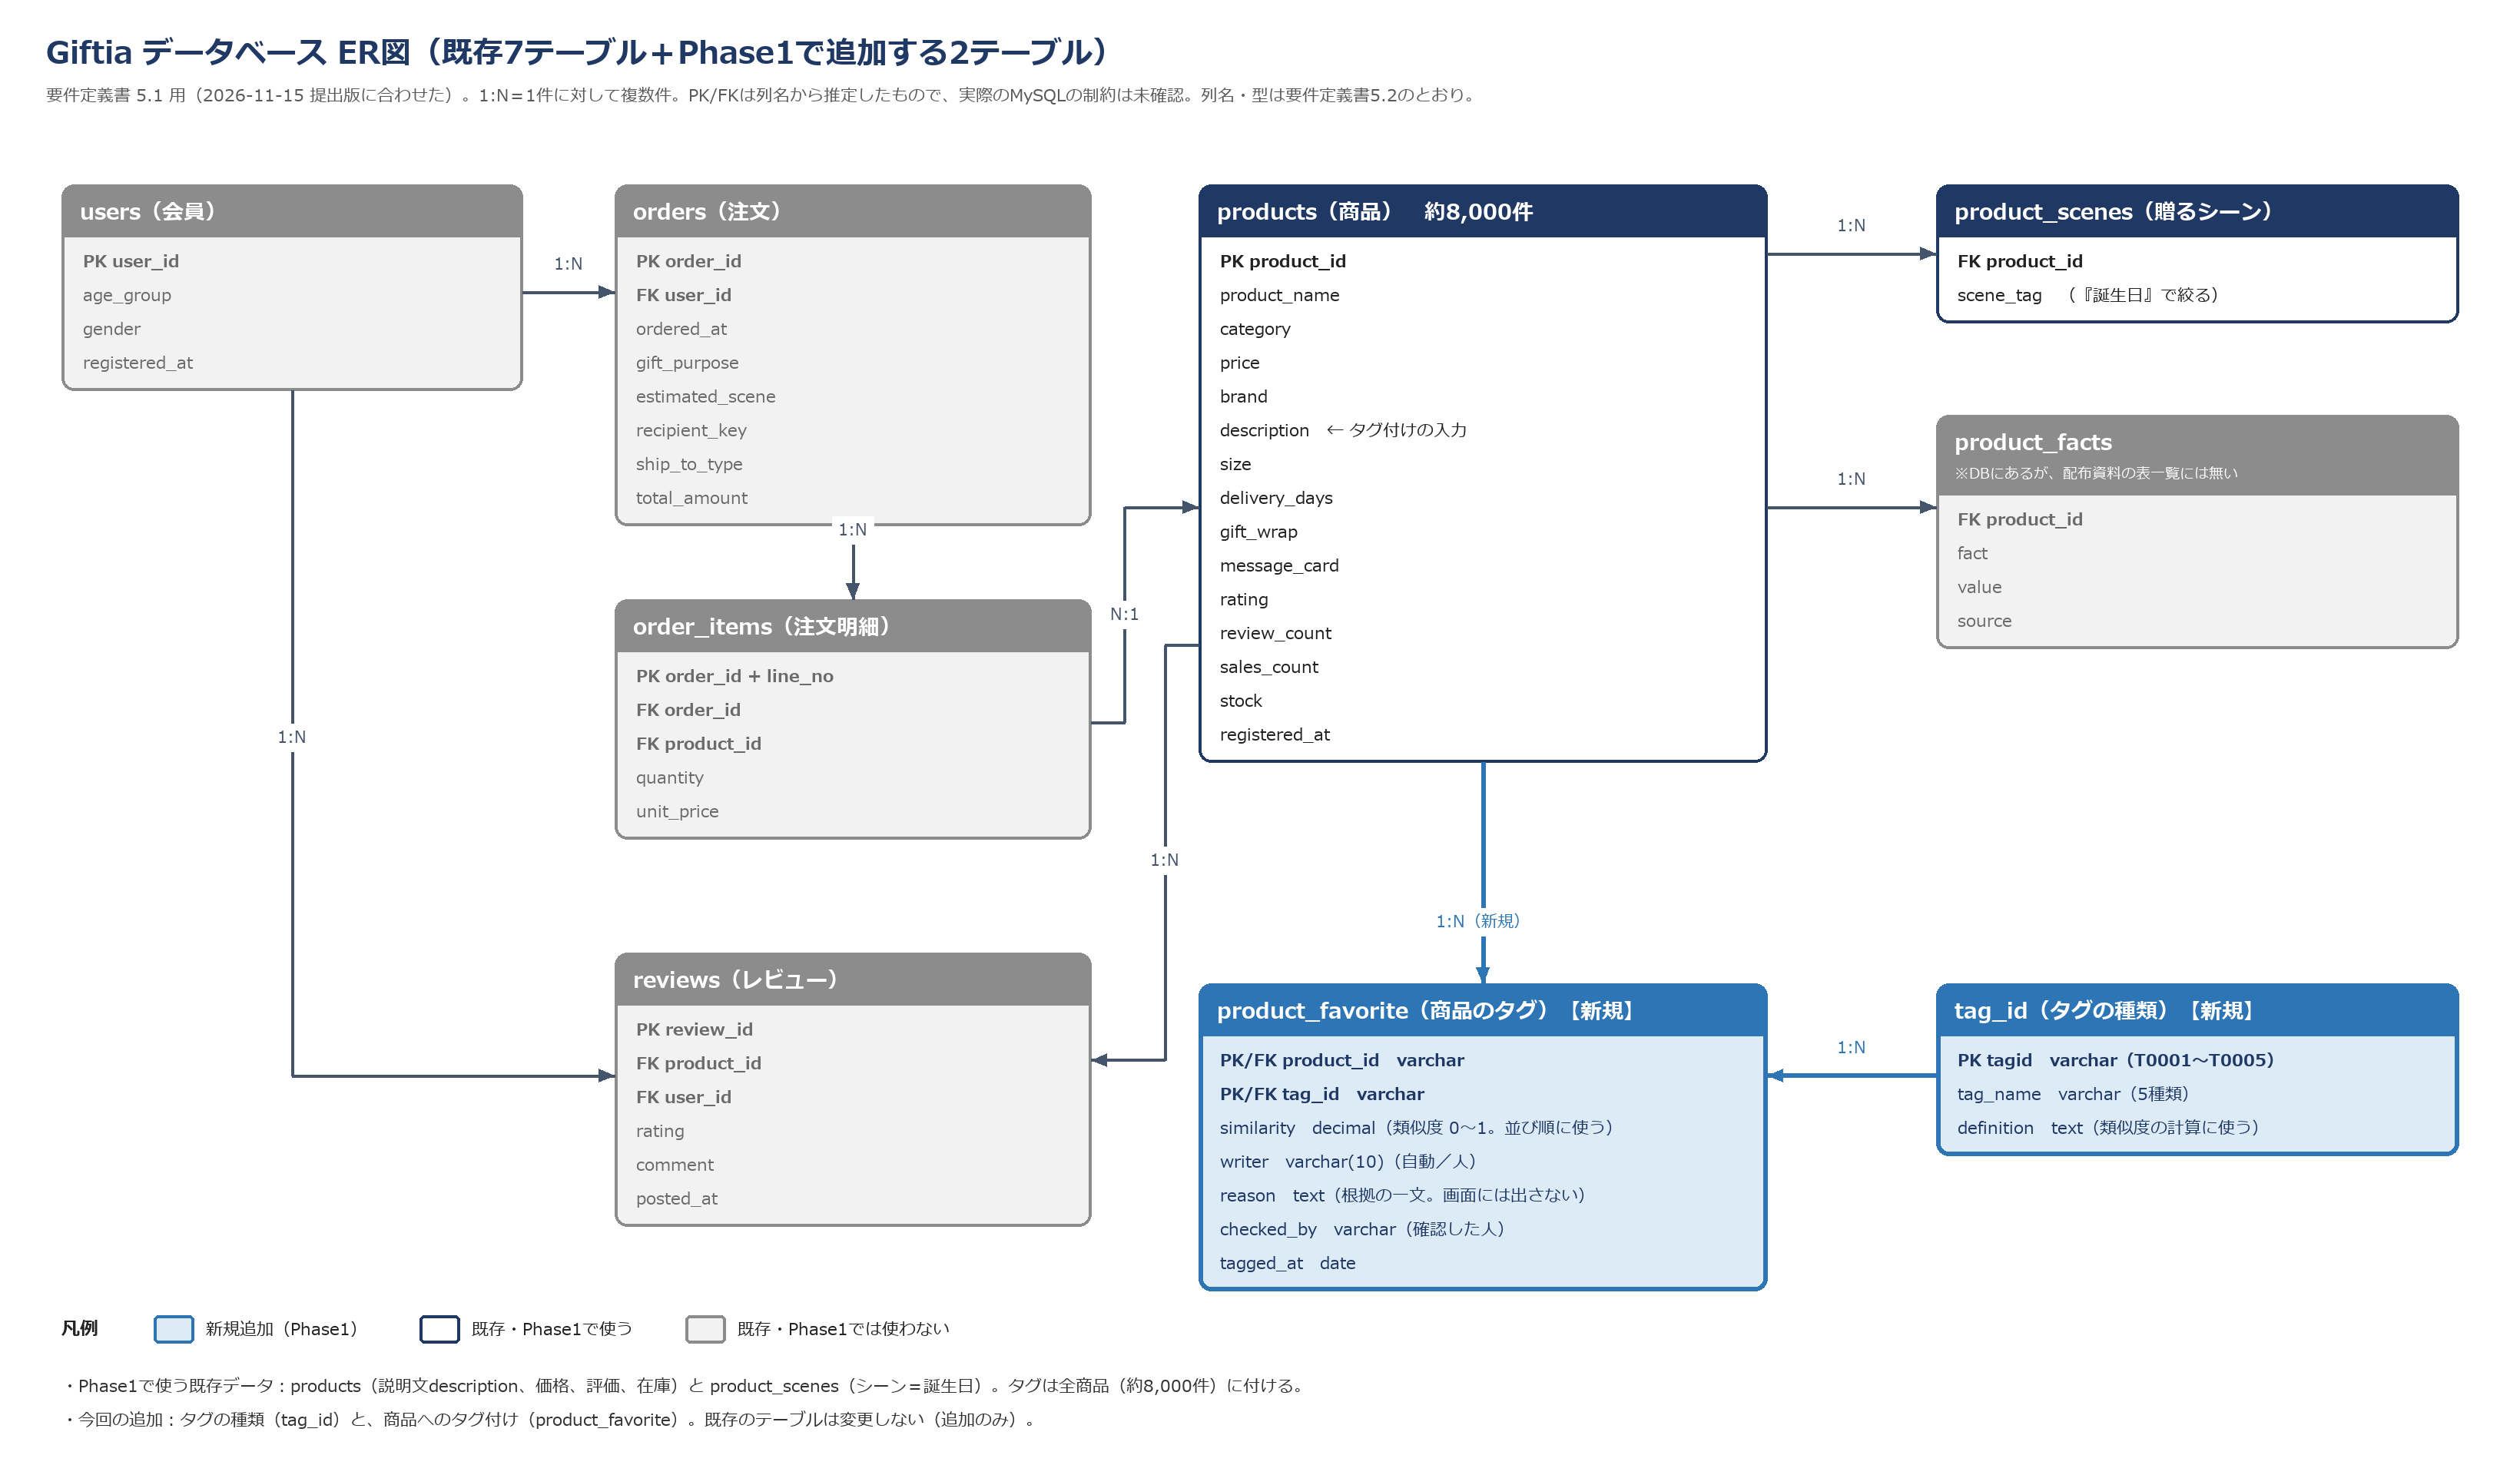 Giftia データベース ER図（既存7テーブル＋Phase1で追加する2テーブル）
要件定義書 5.1 用（2026-11-15 提出版に合わせた）。1:N＝1件に対して複数件。PK/FKは列名から推定したもので、実際のMySQLの制約は未確認。列名・型は要件定義書5.2のとおり。
users（会員）
PK user_id
age_group
gender
registered_at
1:N
orders（注文）
PK order_id
FK user_id
ordered_at
gift_purpose
estimated_scene
recipient_key
ship_to_type
total_amount
1:N
order_items（注文明細）
PK order_id + line_no
FK order_id
FK product_id
quantity
unit_price
N:1
1:N
1:N
reviews（レビュー）
PK review_id
FK product_id
FK user_id
rating
comment
posted_at
products（商品）　約8,000件
PK product_id
product_name
category
price
brand
description　← タグ付けの入力
size
delivery_days
gift_wrap
message_card
rating
review_count
sales_count
stock
registered_at
1:N
product_scenes（贈るシーン）
FK product_id
scene_tag　（『誕生日』で絞る）
1:N
product_facts
※DBにあるが、配布資料の表一覧には無い
FK product_id
fact
value
source
1:N（新規）
product_favorite（商品のタグ）【新規】
PK/FK product_id　varchar
PK/FK tag_id　varchar
similarity　decimal（類似度 0～1。並び順に使う）
writer　varchar(10)（自動／人）
reason　text（根拠の一文。画面には出さない）
checked_by　varchar（確認した人）
tagged_at　date
1:N
tag_id（タグの種類）【新規】
PK tagid　varchar（T0001～T0005）
tag_name　varchar（5種類）
definition　text（類似度の計算に使う）
凡例
新規追加（Phase1）
既存・Phase1で使う
既存・Phase1では使わない
・Phase1で使う既存データ：products（説明文description、価格、評価、在庫）と product_scenes（シーン＝誕生日）。タグは全商品（約8,000件）に付ける。
・今回の追加：タグの種類（tag_id）と、商品へのタグ付け（product_favorite）。既存のテーブルは変更しない（追加のみ）。